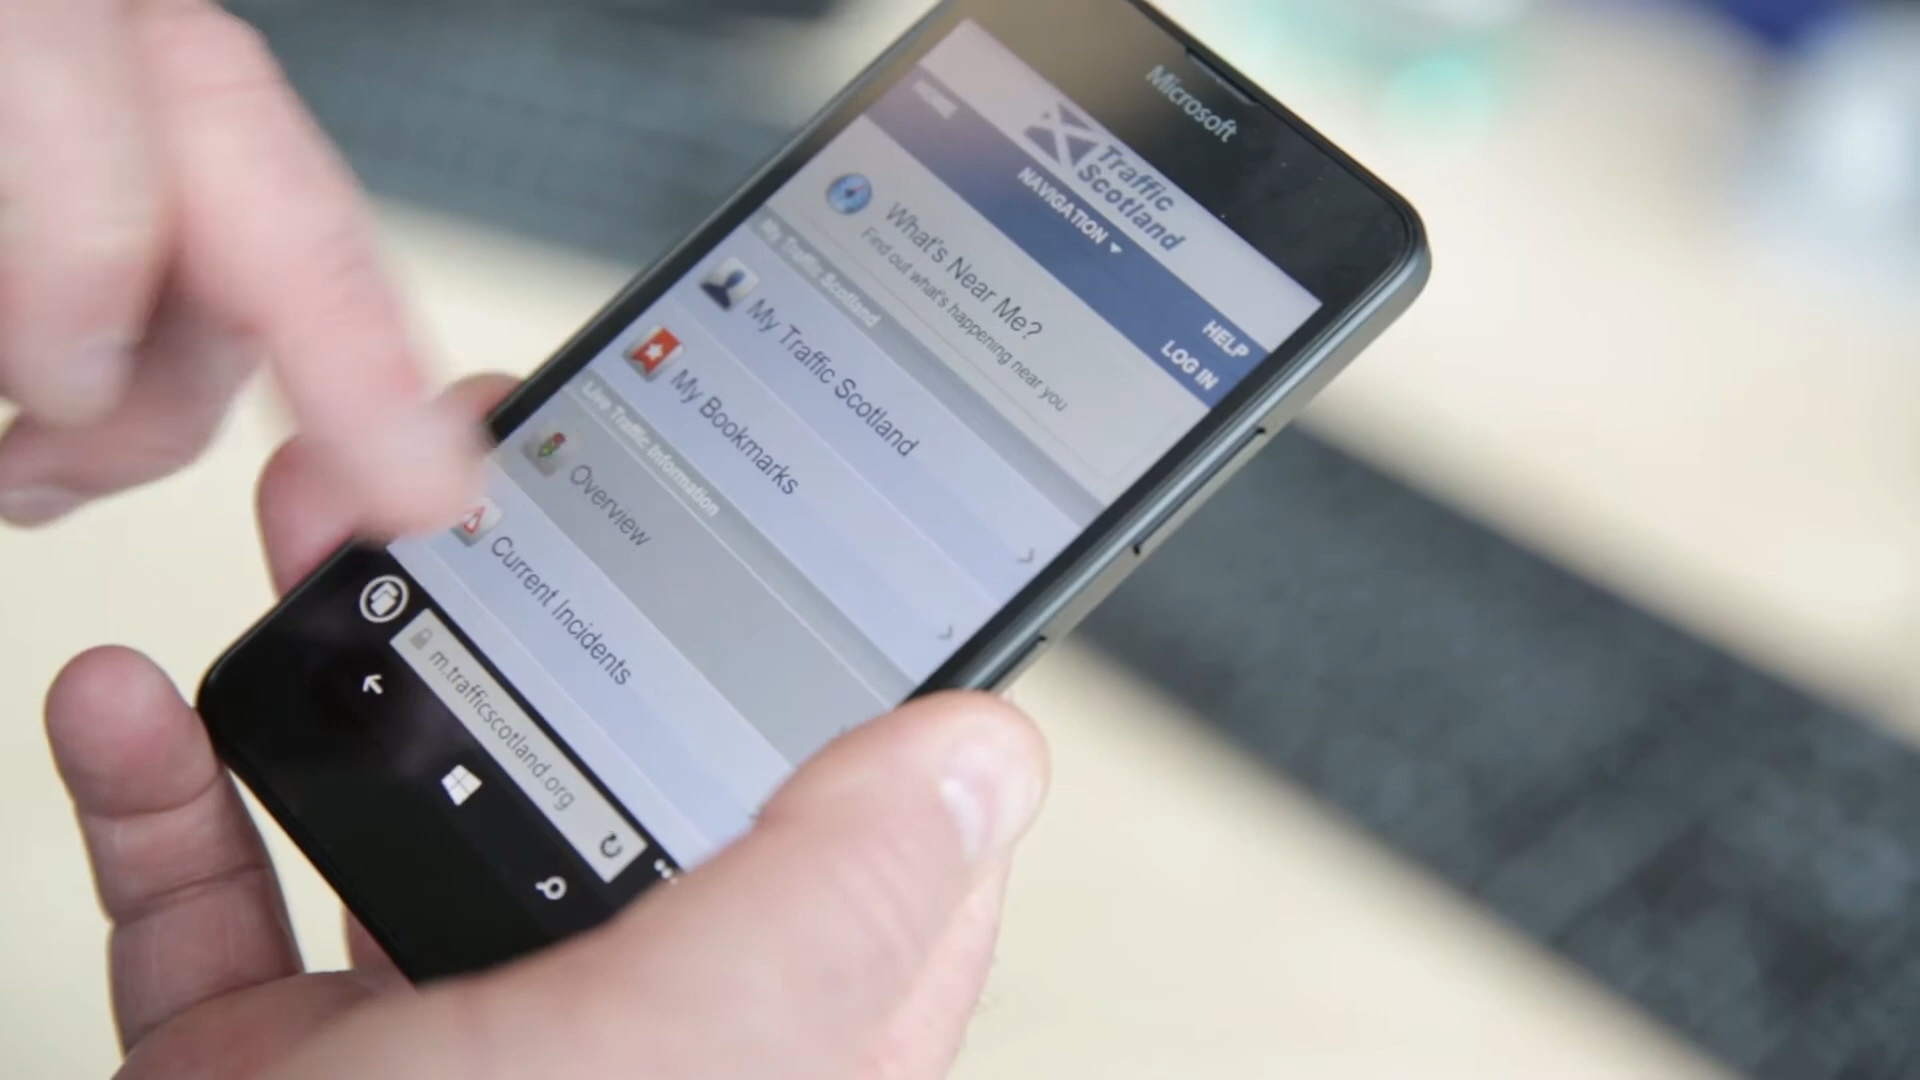 Microsoft
Traffic
Scotland
HOME
NAVIGATION
HELP
LOG IN
What's Near Me?
Find out what's happening near you
My Traffic Scotland
My Traffic Scotland
My Bookmarks
Live Traffic Information
Overview
Current Incidents
m.trafficscotland.org